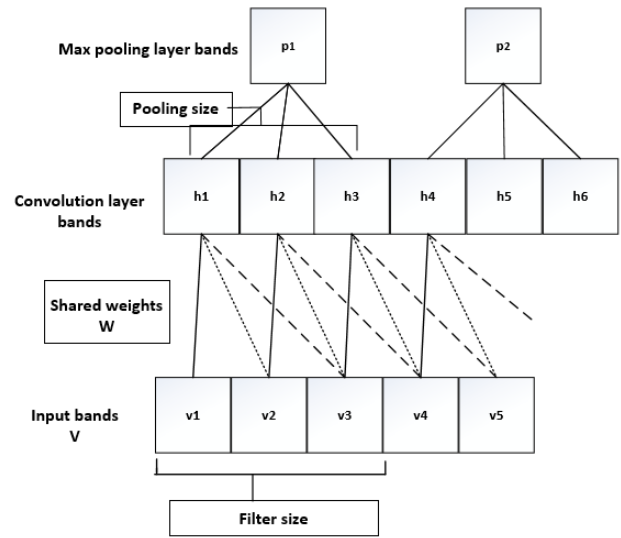 Max pooling layer bands
p1
p2
Pooling size
Convolution layer
bands
h1
h2
h3
h4
h5
h6
Shared weights
W
Input bands
V
v1
v2
v3
v4
v5
Filter size